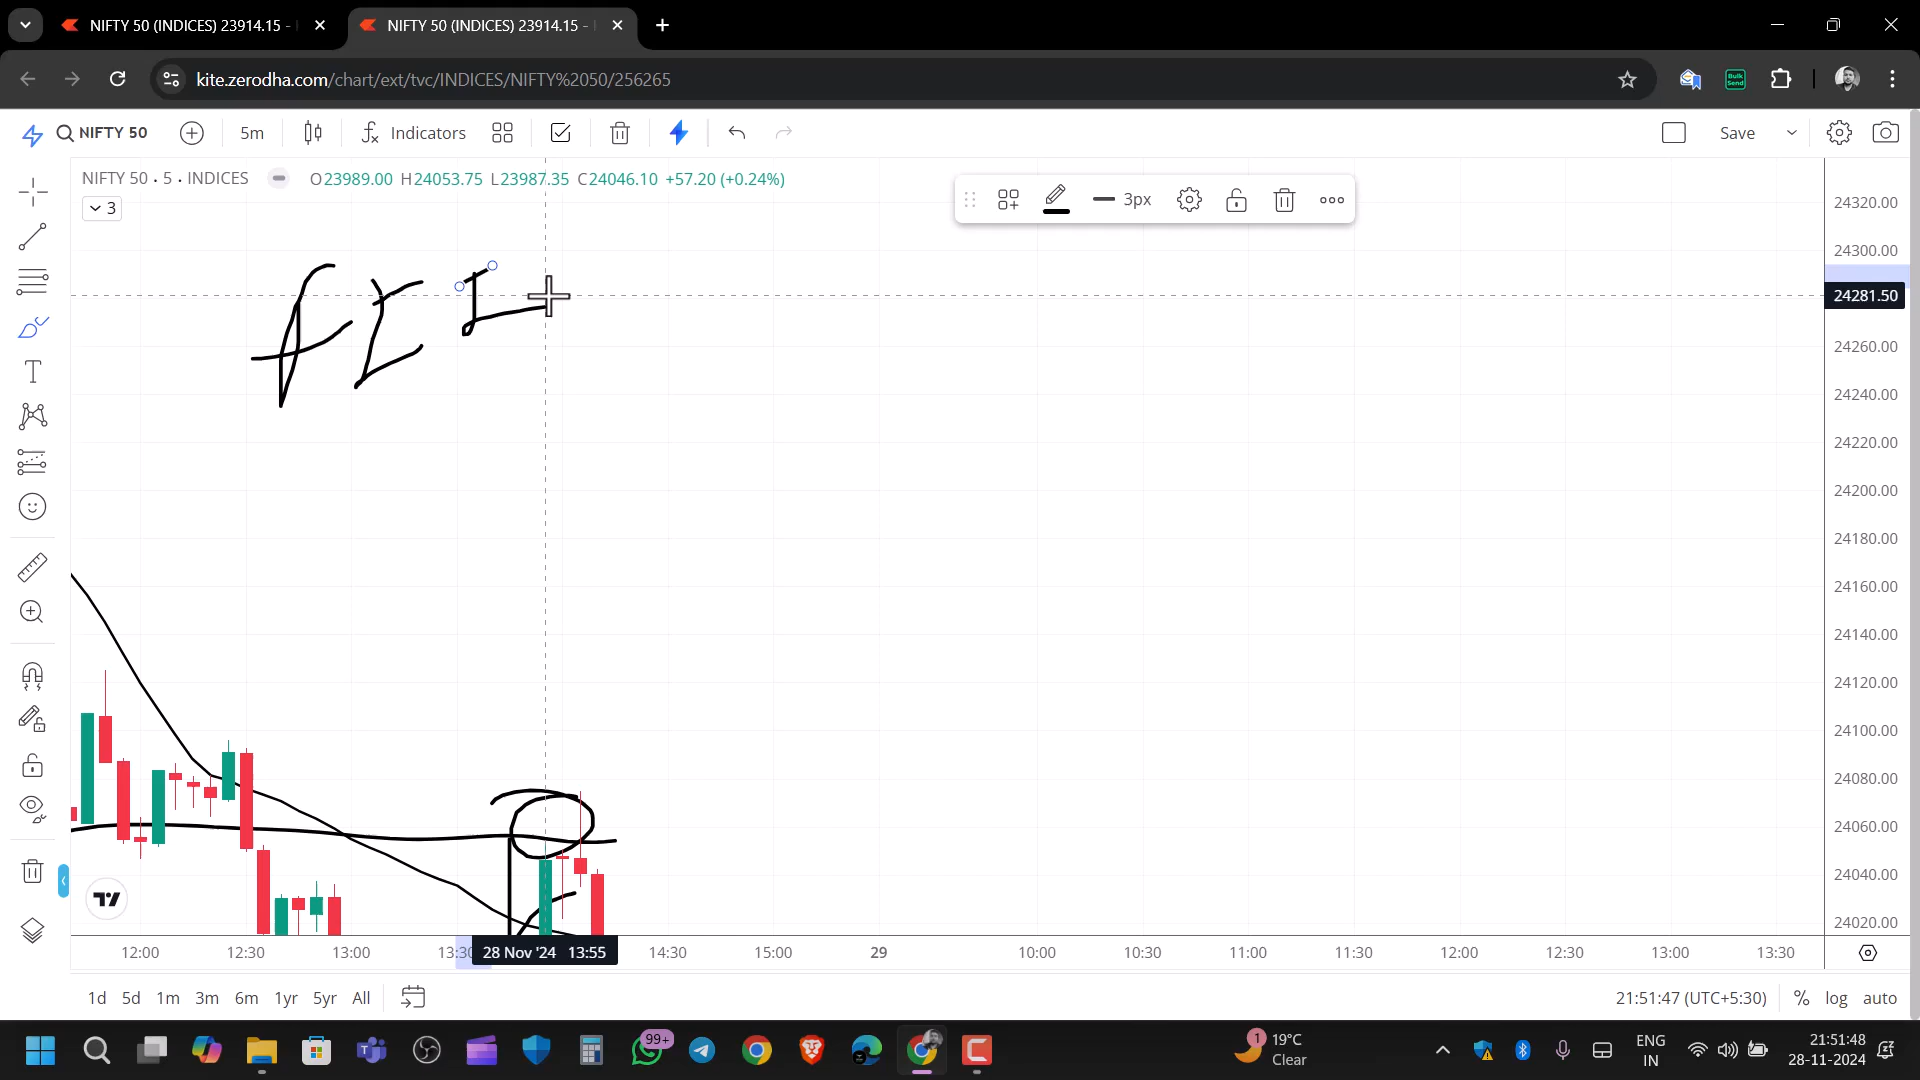 NIFTY 50 (INDICES) 23914.15 -
NIFTY 50 (INDICES) 23914.15 -
kite.zerodha.com/chart/ext/tvc/INDICES/NIFTY%2050/256265
Bulk Send
NIFTY 50
5m
Indicators
Save
NIFTY 50 · 5 · INDICES O23989.00 H24053.75 L23987.35 C24046.10 +57.20 (+0.24%)
3
3px
FII
24320.00
24300.00
24281.50
24260.00
24240.00
24220.00
24200.00
24180.00
24160.00
24140.00
24120.00
24100.00
24080.00
24060.00
24040.00
24020.00
12:00 12:30 13:00 13:30 28 Nov '24 13:55 14:30 15:00 29 10:00 10:30 11:00 11:30 12:00 12:30 13:00 13:30
1d 5d 1m 3m 6m 1yr 5yr All
21:51:47 (UTC+5:30) % log auto
99+
1
19°C
Clear
ENG
IN
21:51:48
28-11-2024